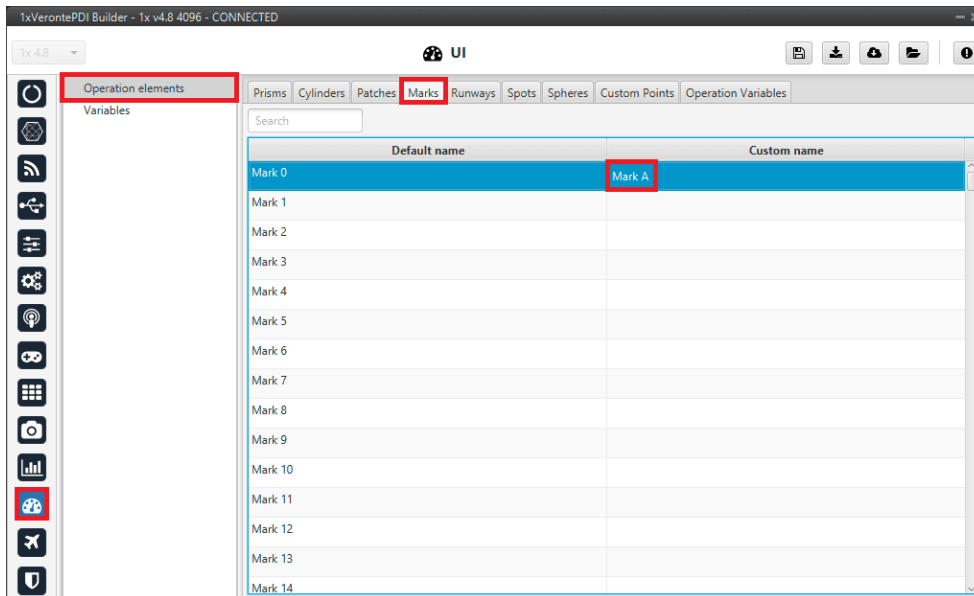 1xVerontePDI Builder - 1x v4.8 4096 - CONNECTED
1x 4.8
UI
Operation elements
Variables
Prisms Cylinders Patches Marks Runways Spots Spheres Custom Points Operation Variables
Search
Default name Custom name
Mark 0 Mark A
Mark 1
Mark 2
Mark 3
Mark 4
Mark 5
Mark 6
Mark 7
Mark 8
Mark 9
Mark 10
Mark 11
Mark 12
Mark 13
Mark 14